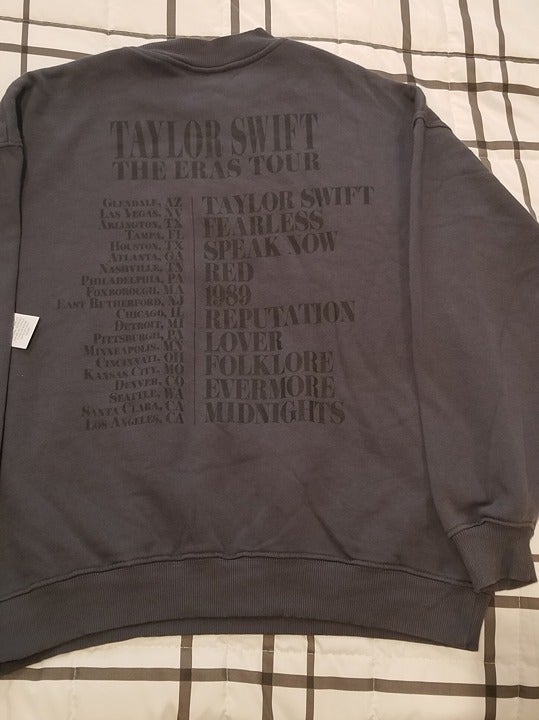 TAYLOR SWIFT
THE ERAS TOUR
GLENDALE, AZ
LAS VEGAS, NV
ARLINGTON, TX
TAMPA, FL
HOUSTON, TX
ATLANTA, GA
NASHVILLE, TN
PHILADELPHIA, PA
FOXBOROUGH, MA
EAST RUTHERFORD, NJ
CHICAGO, IL
DETROIT, MI
PITTSBURGH, PA
MINNEAPOLIS, MN
CINCINNATI, OH
KANSAS CITY, MO
DENVER, CO
SEATTLE, WA
SANTA CLARA, CA
LOS ANGELES, CA
TAYLOR SWIFT
FEARLESS
SPEAK NOW
RED
1989
REPUTATION
LOVER
FOLKLORE
EVERMORE
MIDNIGHTS